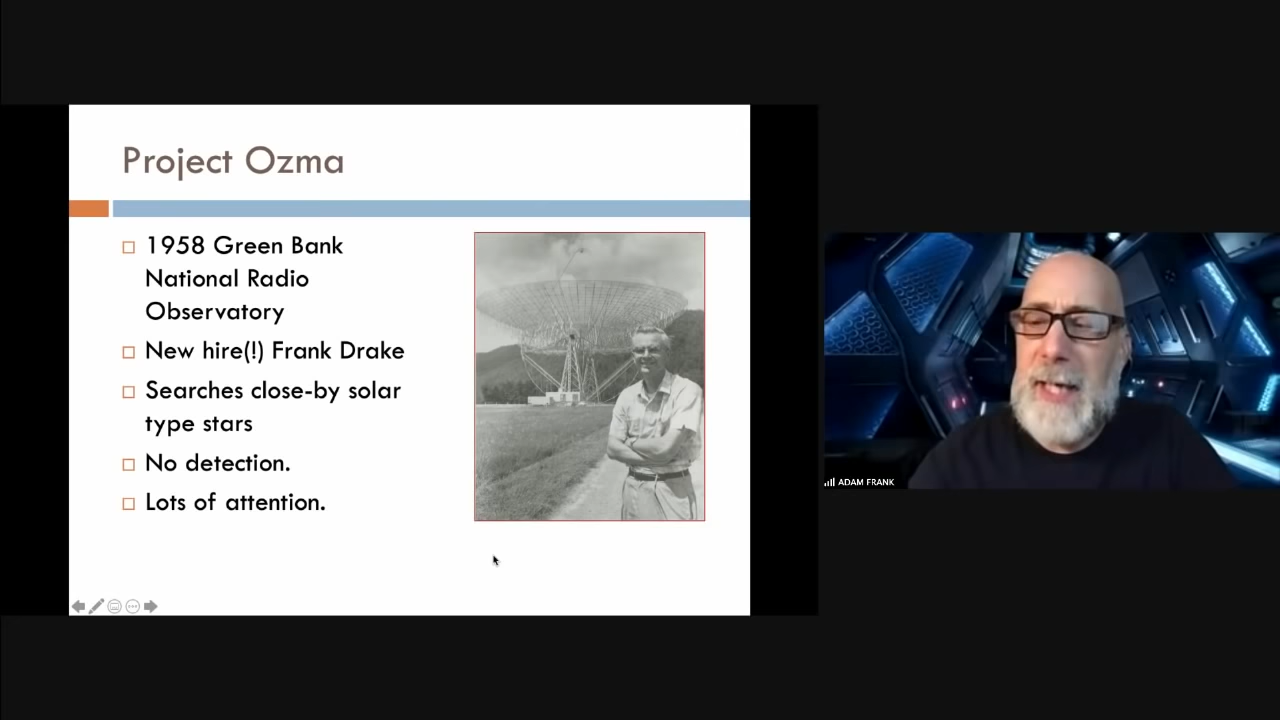 Project Ozma
1958 Green Bank
National Radio
Observatory
New hire(!) Frank Drake
Searches close-by solar
type stars
No detection.
Lots of attention.
ADAM FRANK